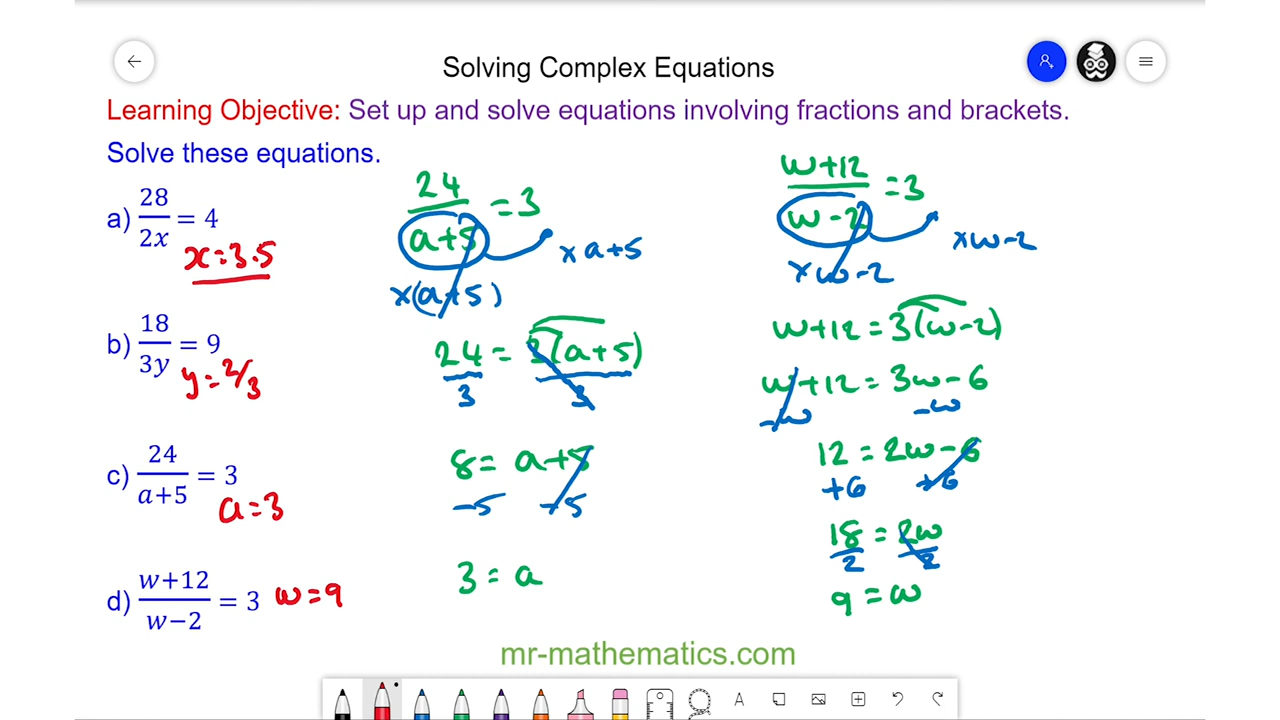 Solving Complex Equations
Learning Objective: Set up and solve equations involving fractions and brackets.
Solve these equations.
a) 28/2x = 4
x = 3.5
b) 18/3y = 9
y = 2/3
c) 24/a+5 = 3
a = 3
d) w+12/w−2 = 3
w = 9
24/a+5 = 3
×(a+5)
× a+5
24 = 3(a+5)
3 3
8 = a+5
−5 −5
3 = a
w+12/w−2 = 3
×w−2
×w−2
w+12 = 3(w−2)
w+12 = 3w−6
−w −w
12 = 2w−6
+6 +6
18 = 2w
2 2
9 = w
mr-mathematics.com
A